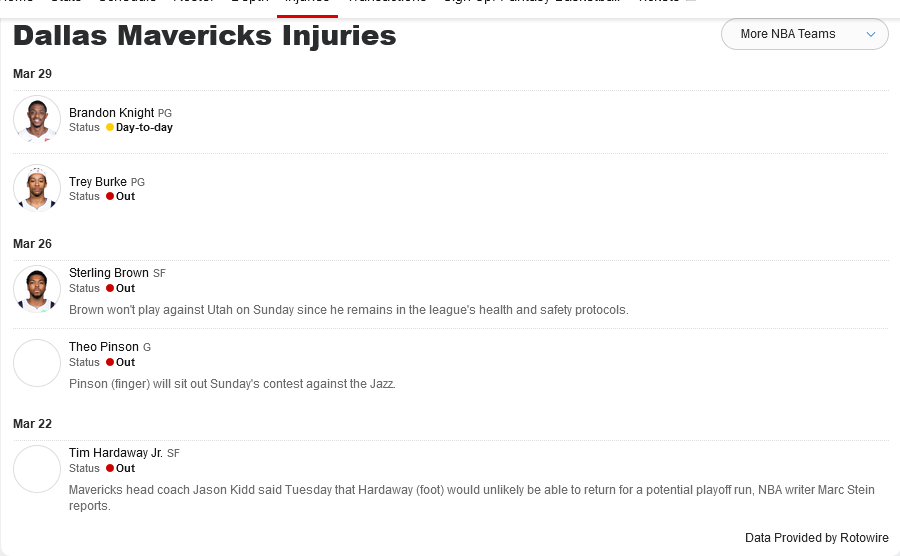 Home Stats Schedule Roster Depth Injuries Transactions Sign Up: Fantasy Basketball Tickets
Dallas Mavericks Injuries
More NBA Teams
Mar 29
Brandon Knight PG
Status Day-to-day
Trey Burke PG
Status Out
Mar 26
Sterling Brown SF
Status Out
Brown won't play against Utah on Sunday since he remains in the league's health and safety protocols.
Theo Pinson G
Status Out
Pinson (finger) will sit out Sunday's contest against the Jazz.
Mar 22
Tim Hardaway Jr. SF
Status Out
Mavericks head coach Jason Kidd said Tuesday that Hardaway (foot) would unlikely be able to return for a potential playoff run, NBA writer Marc Stein
reports.
Data Provided by Rotowire